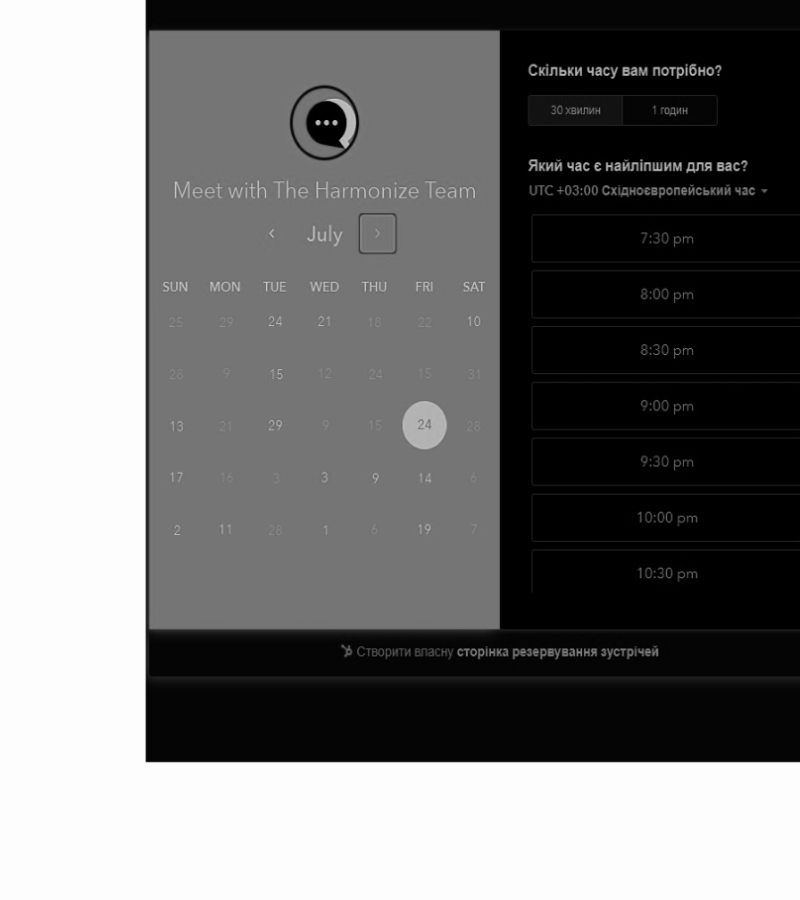 Meet with The Harmonize Team
July
SUN MON TUE WED THU FRI SAT
25 29 24 21 18 22 10
28 9 15 12 24 15 31
13 21 29 9 15 24 28
17 16 3 3 9 14 6
2 11 28 1 6 19 7
Скільки часу вам потрібно?
30 хвилин 1 годин
Який час є найліпшим для вас?
UTC +03:00 Східноєвропейський час
7:30 pm
8:00 pm
8:30 pm
9:00 pm
9:30 pm
10:00 pm
10:30 pm
Створити власну сторінка резервування зустрічей